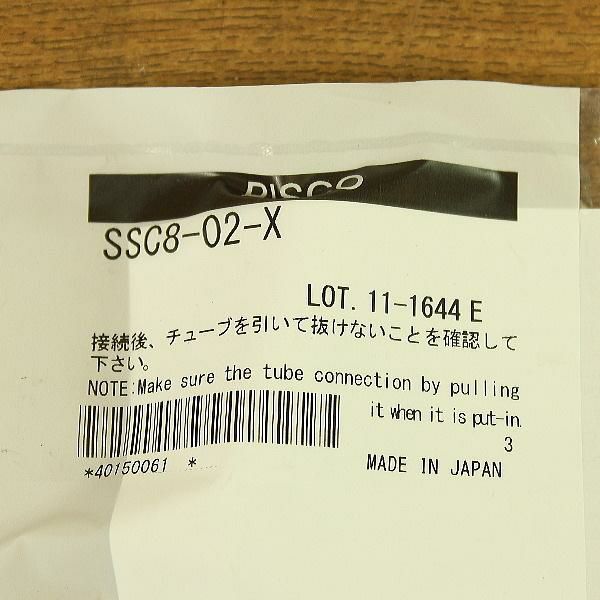 PISCO
SSC8-02-X
LOT. 11-1644 E
接続後、チューブを引いて抜けないことを確認して
下さい。
NOTE:Make sure the tube connection by pulling
it when it is put-in.
3
*40150061 *
MADE IN JAPAN